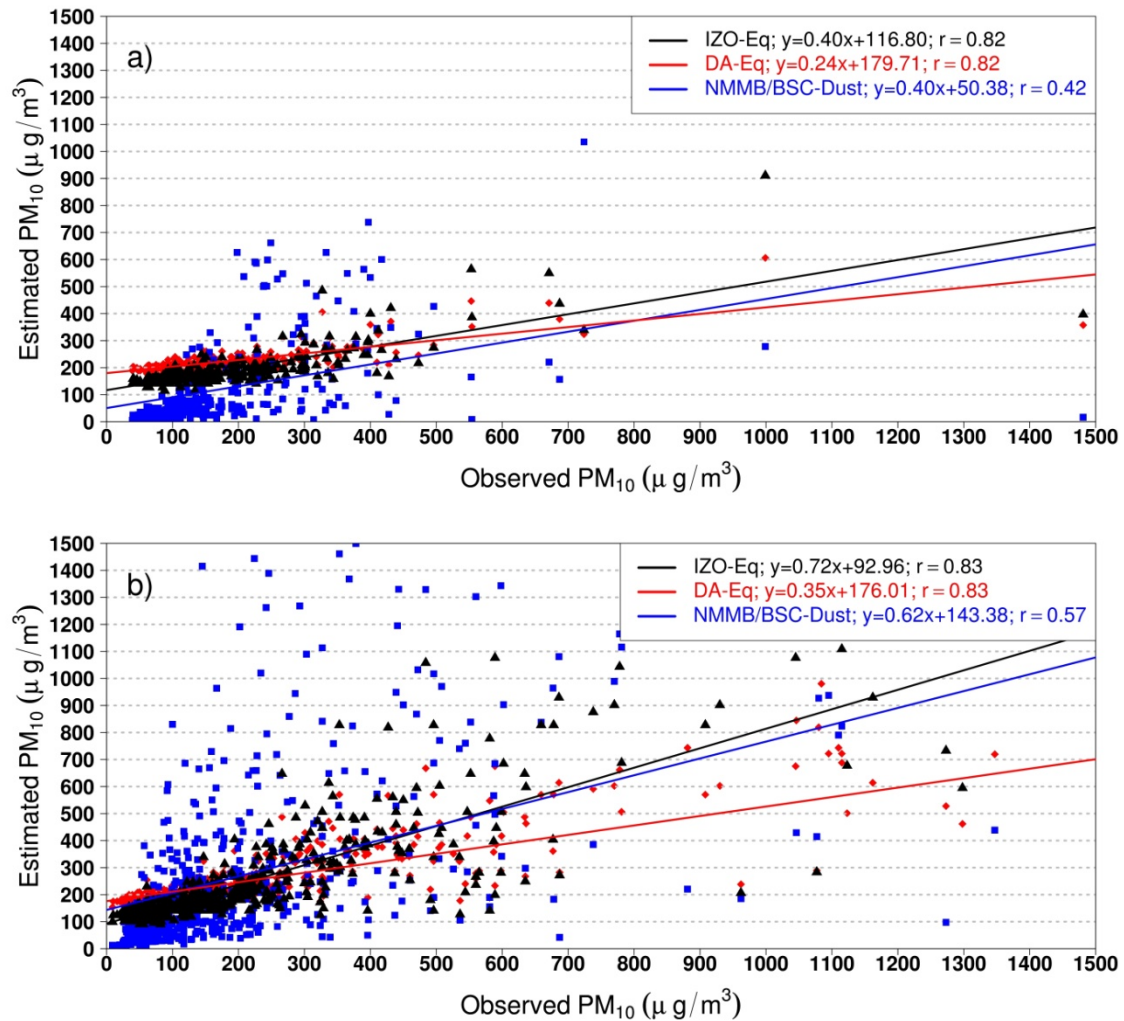 a)
IZO-Eq; y=0.40x+116.80; r = 0.82
DA-Eq; y=0.24x+179.71; r = 0.82
NMMB/BSC-Dust; y=0.40x+50.38; r = 0.42
Estimated PM₁₀ (μ g/m³)
1500
1400
1300
1200
1100
1000
900
800
700
600
500
400
300
200
100
0
0 100 200 300 400 500 600 700 800 900 1000 1100 1200 1300 1400 1500
Observed PM₁₀ (μ g/m³)
b)
IZO-Eq; y=0.72x+92.96; r = 0.83
DA-Eq; y=0.35x+176.01; r = 0.83
NMMB/BSC-Dust; y=0.62x+143.38; r = 0.57
Estimated PM₁₀ (μ g/m³)
1500
1400
1300
1200
1100
1000
900
800
700
600
500
400
300
200
100
0
0 100 200 300 400 500 600 700 800 900 1000 1100 1200 1300 1400 1500
Observed PM₁₀ (μ g/m³)